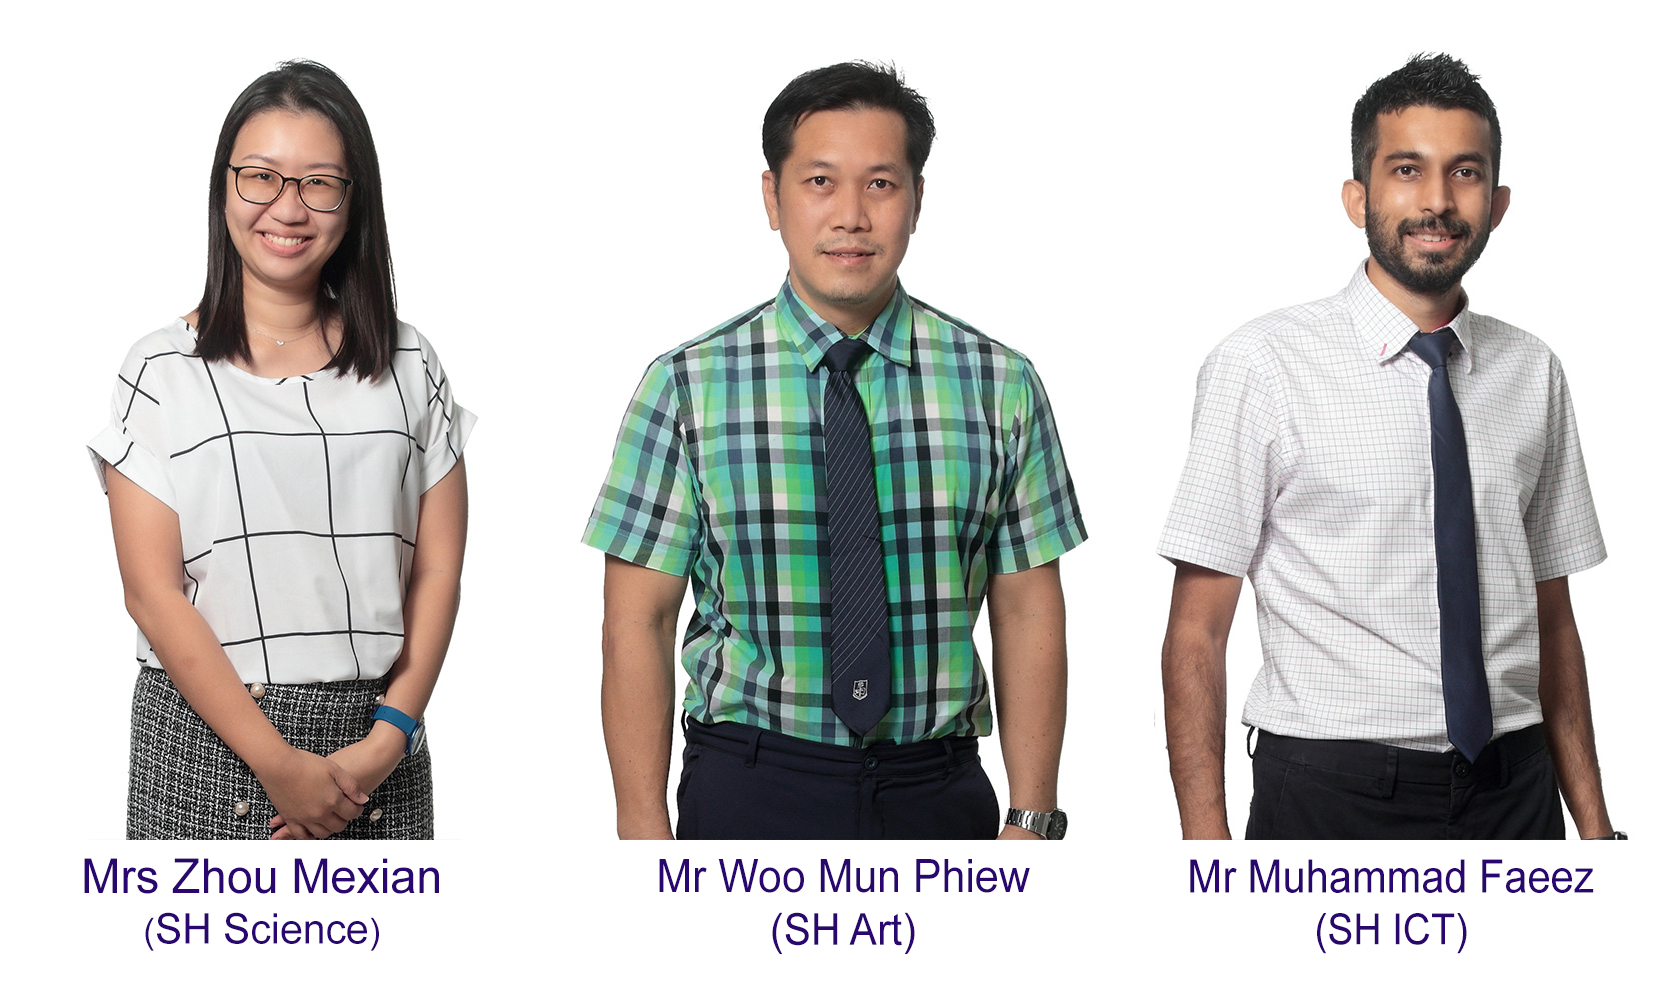 Mrs Zhou Mexian
(SH Science)
Mr Woo Mun Phiew
(SH Art)
Mr Muhammad Faeez
(SH ICT)